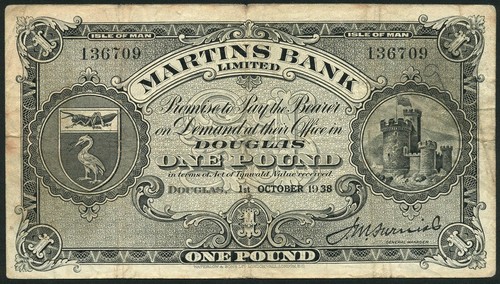 ISLE OF MAN ISLE OF MAN
136709 136709
MARTINS BANK
LIMITED
Promise to Pay the Bearer
on Demand at their Office in
DOUGLAS
ONE POUND
in terms of Act of Tynwald Value received
DOUGLAS, 1st OCTOBER 1938
GENERAL MANAGER
ONE POUND